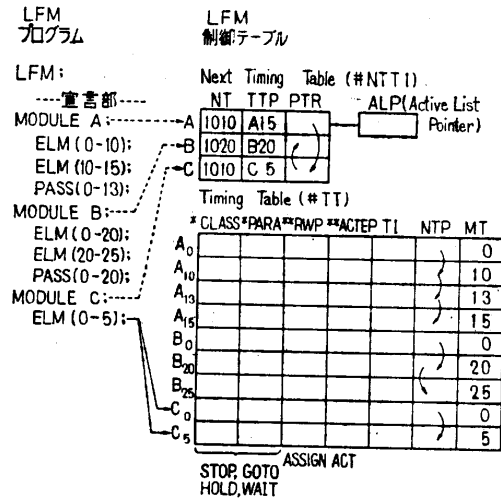 LFM
プログラム
LFM
制御テーブル
LFM:
----宣言部----
MODULE A:
ELM(0-10);
ELM(10-15);
PASS(0-13);
MODULE B:
ELM(0-20);
ELM(20-25);
PASS(0-20);
MODULE C:
ELM(0-5);
Next Timing Table (#NTTI)
NT TTP PTR
ALP(Active List
Pointer)
A 1010 A15
B 1020 B20
C 1010 C 5
Timing Table (#TT)
*CLASS *PARA **RWP **ACTEP TI NTP MT
A0 0
A10 10
A13 13
A15 15
B0 0
B20 20
B25 25
C0 0
C5 5
STOP, GOTO
HOLD, WAIT
ASSIGN ACT